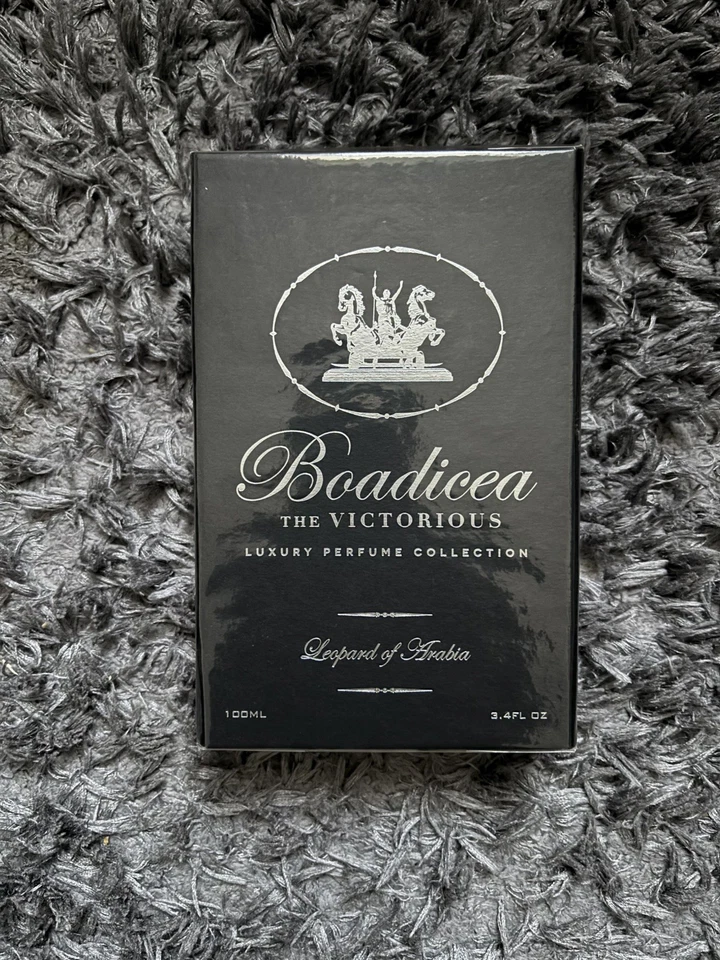 Boadicea
THE VICTORIOUS
LUXURY PERFUME COLLECTION
Leopard of Arabia
100ML
3.4FL OZ